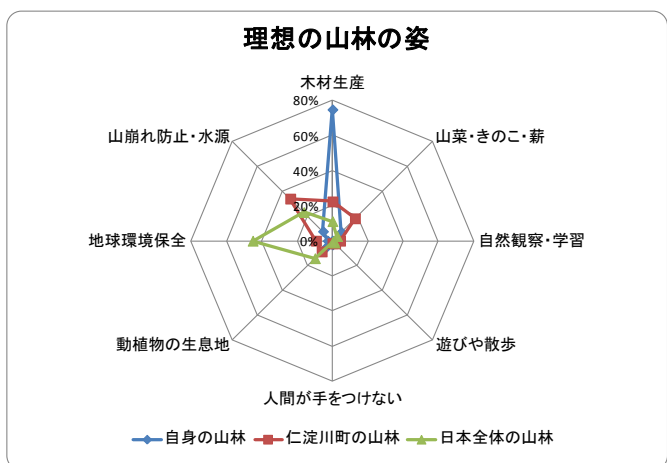 理想の山林の姿
木材生産
80%
60%
40%
20%
0%
山菜・きのこ・薪
自然観察・学習
遊びや散歩
人間が手をつけない
動植物の生息地
地球環境保全
山崩れ防止・水源
自身の山林
仁淀川町の山林
日本全体の山林